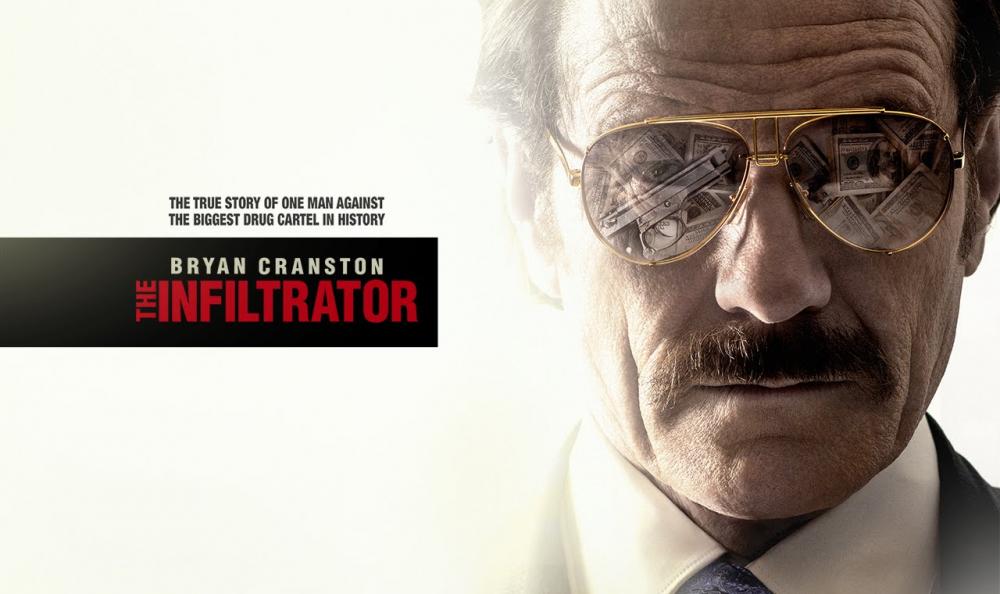 THE TRUE STORY OF ONE MAN AGAINST
THE BIGGEST DRUG CARTEL IN HISTORY
BRYAN CRANSTON
THE INFILTRATOR